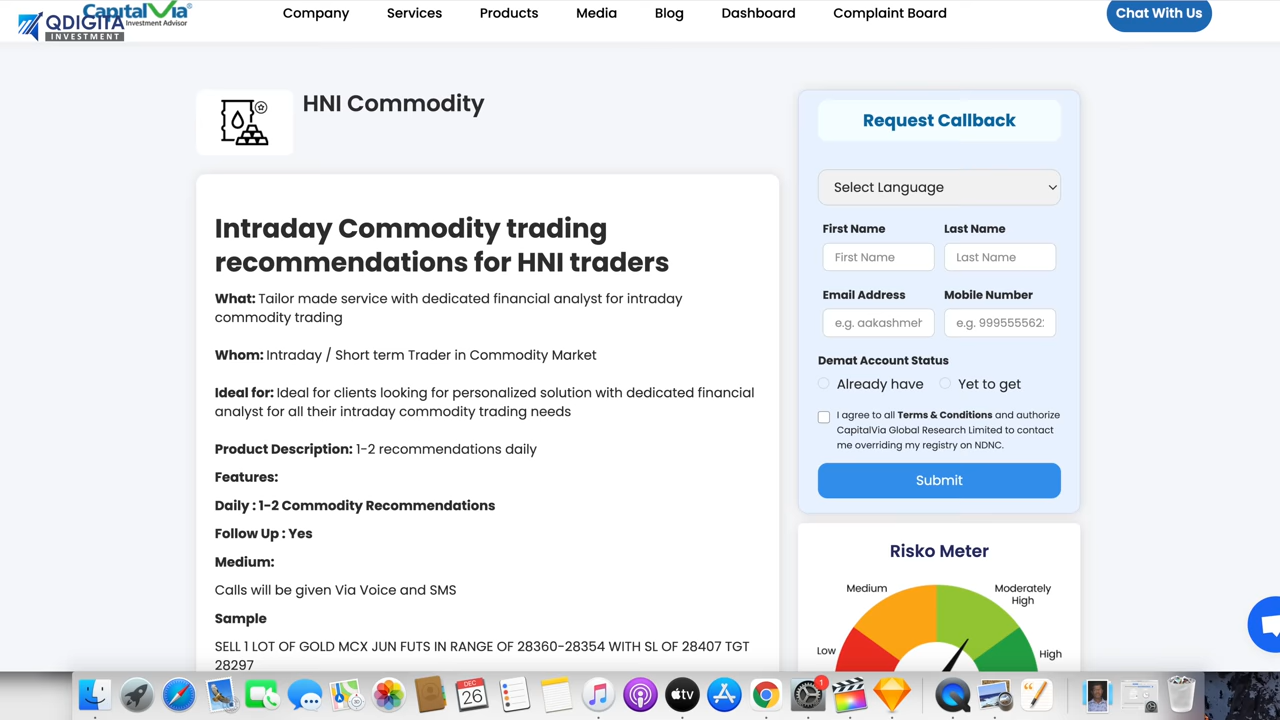 CapitalVia®
Investment Advisor
QDIGITA
INVESTMENT
Company Services Products Media Blog Dashboard Complaint Board
Chat With Us
HNI Commodity
Intraday Commodity trading
recommendations for HNI traders
What: Tailor made service with dedicated financial analyst for intraday
commodity trading
Whom: Intraday / Short term Trader in Commodity Market
Ideal for: Ideal for clients looking for personalized solution with dedicated financial
analyst for all their intraday commodity trading needs
Product Description: 1-2 recommendations daily
Features:
Daily : 1-2 Commodity Recommendations
Follow Up : Yes
Medium:
Calls will be given Via Voice and SMS
Sample
SELL 1 LOT OF GOLD MCX JUN FUTS IN RANGE OF 28360-28354 WITH SL OF 28407 TGT
28297
Request Callback
Select Language
First Name Last Name
First Name Last Name
Email Address Mobile Number
e.g. aakashmeh e.g. 999555562
Demat Account Status
Already have Yet to get
I agree to all Terms & Conditions and authorize
CapitalVia Global Research Limited to contact
me overriding my registry on NDNC.
Submit
Risko Meter
Medium
Moderately
High
Low
High
DEC
26
tv
1